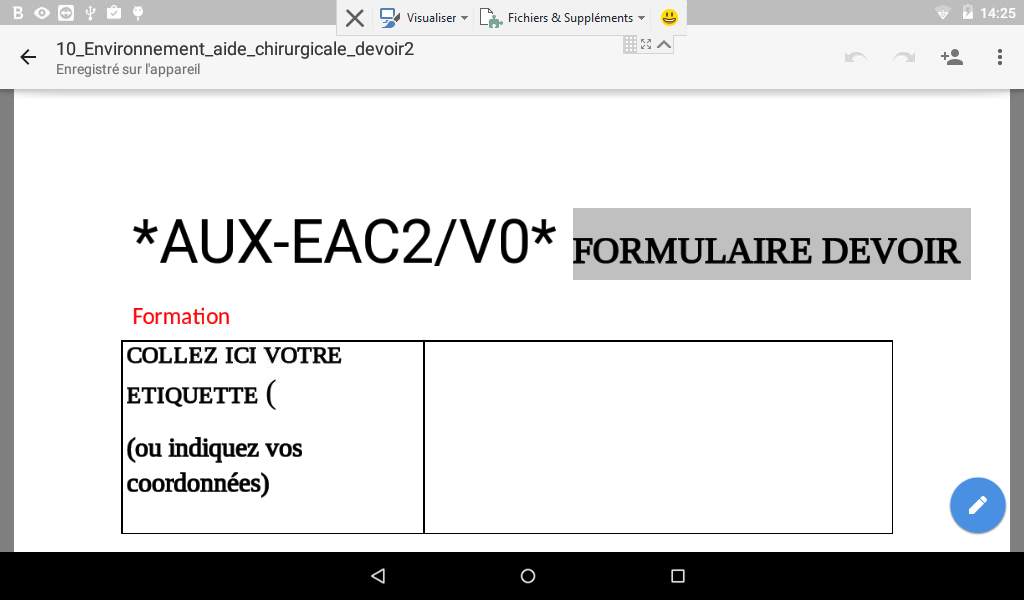 Visualiser Fichiers & Suppléments
14:25
10_Environnement_aide_chirurgicale_devoir2
Enregistré sur l'appareil
*AUX-EAC2/V0* FORMULAIRE DEVOIR
Formation
COLLEZ ICI VOTRE
ETIQUETTE (
(ou indiquez vos
coordonnées)